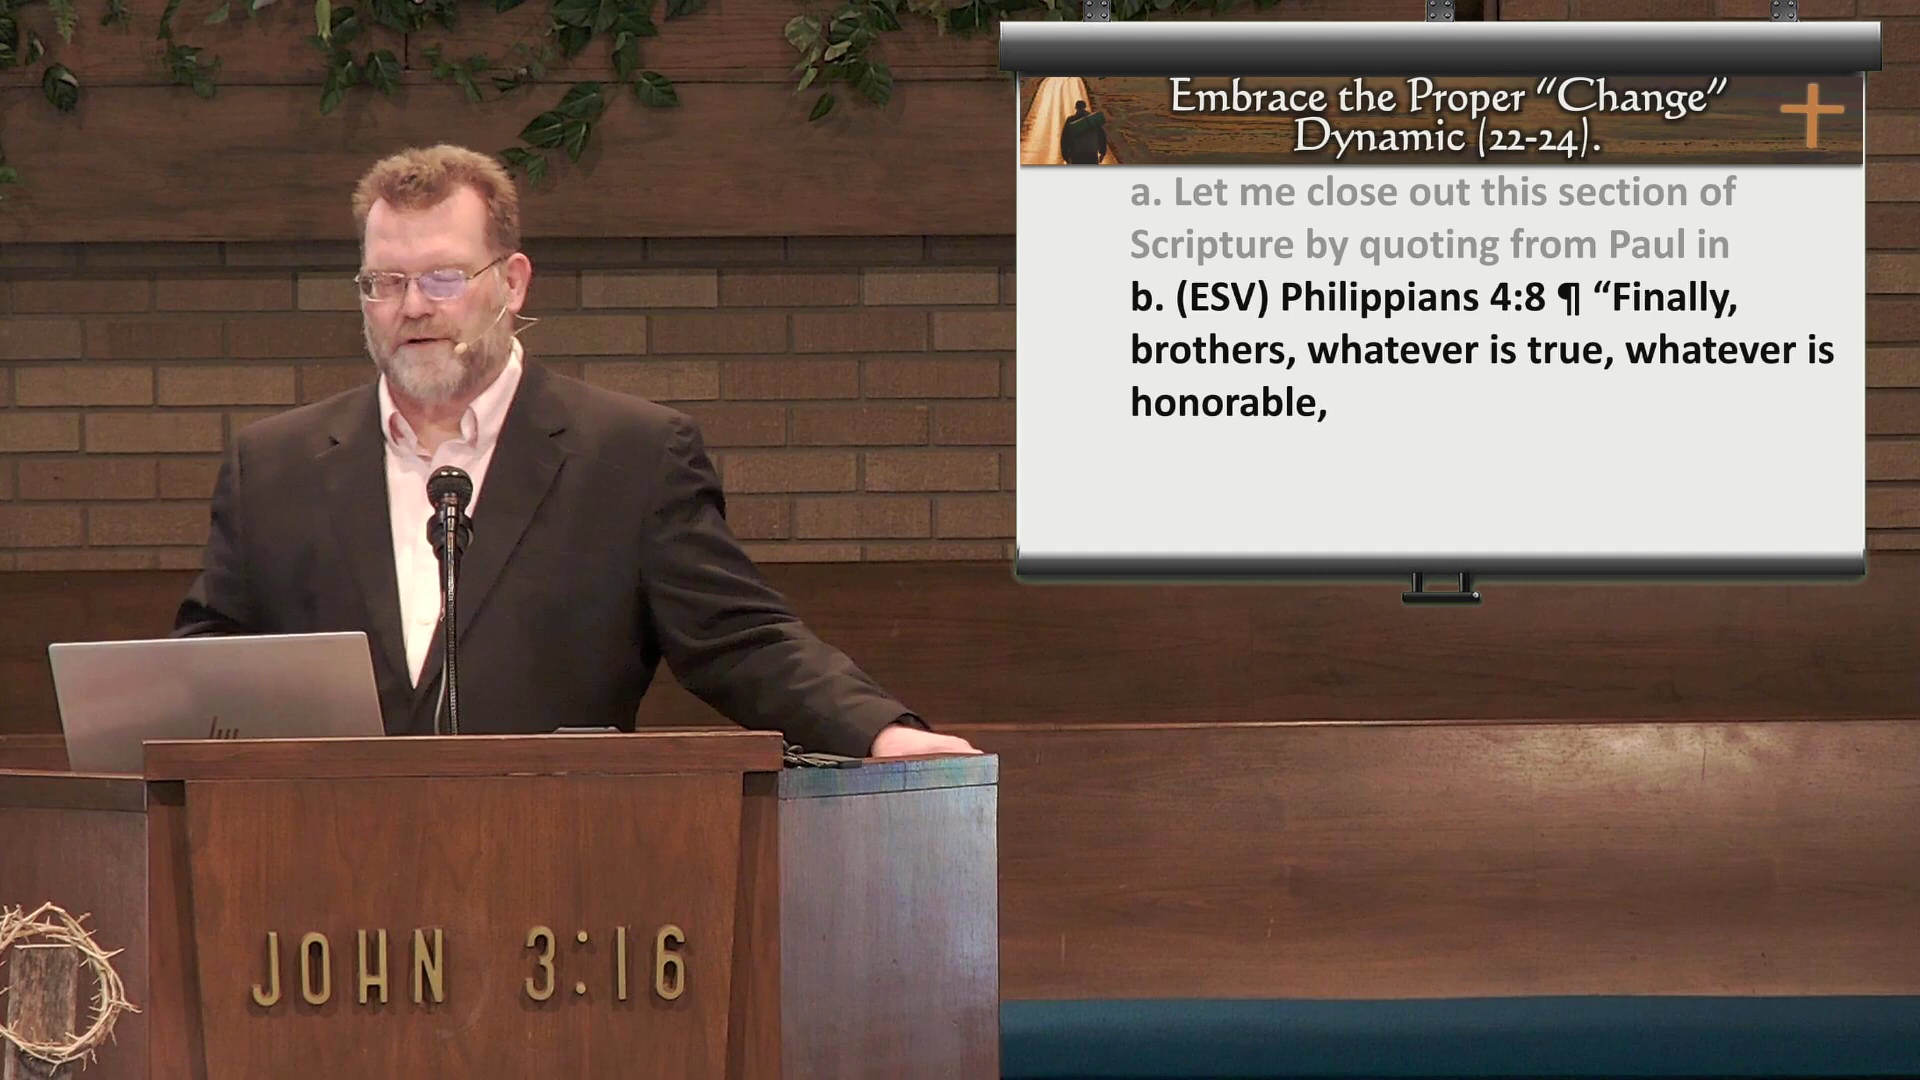 Embrace the Proper “Change”
Dynamic (22-24).
a. Let me close out this section of
Scripture by quoting from Paul in
b. (ESV) Philippians 4:8 ¶ “Finally,
brothers, whatever is true, whatever is
honorable,
JOHN 3:16